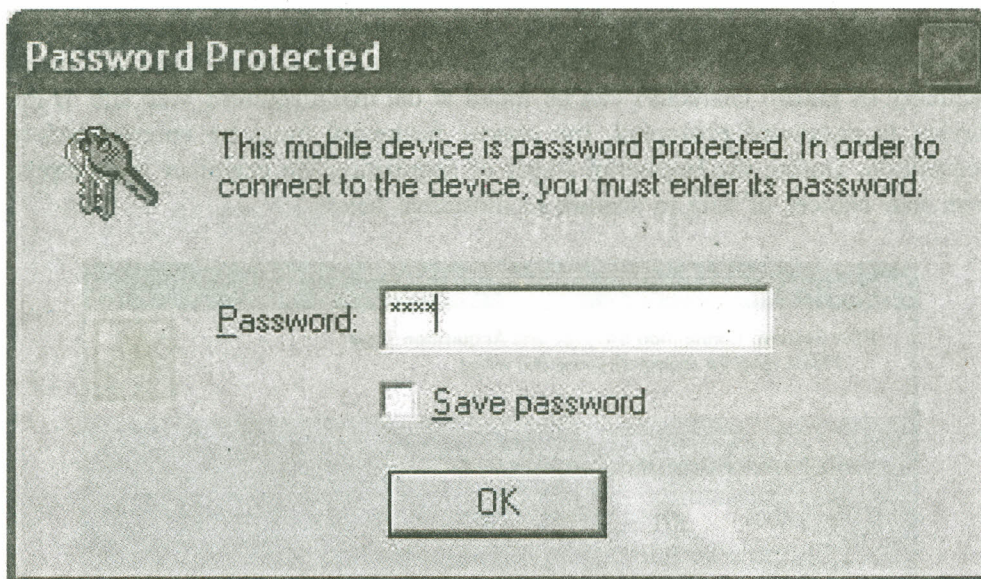 Password Protected
This mobile device is password protected. In order to
connect to the device, you must enter its password.
Password: ****
Save password
OK